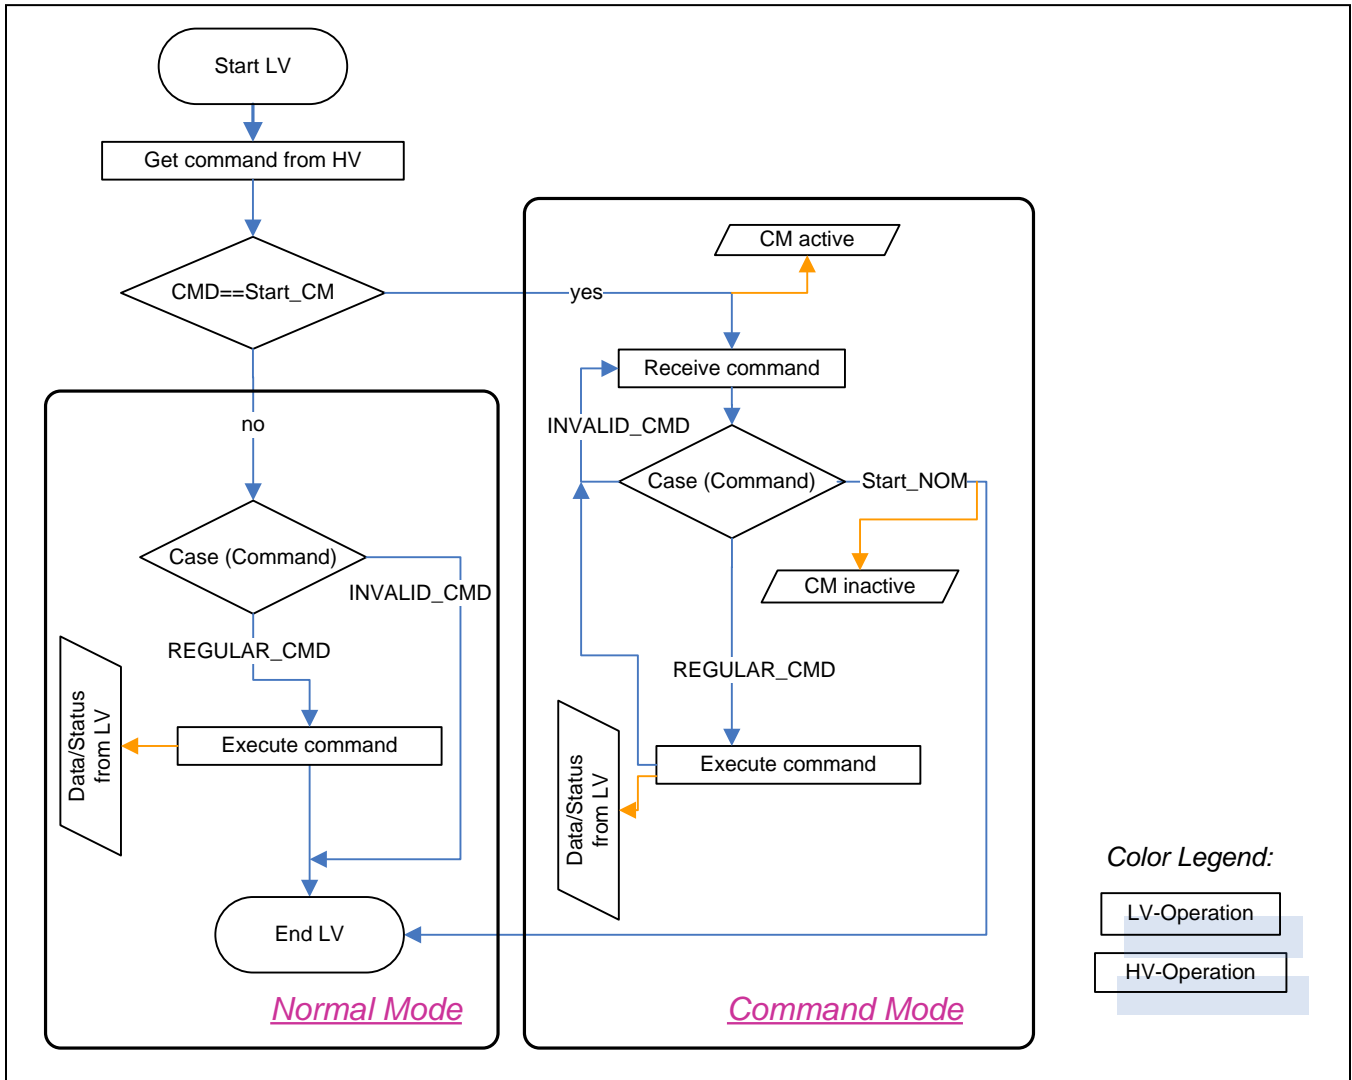 Start LV
Get command from HV
CMD==Start_CM
yes
no
Case (Command)
INVALID_CMD
REGULAR_CMD
Data/Status
from LV
Execute command
End LV
Normal Mode
CM active
Receive command
INVALID_CMD
Case (Command)
Start_NOM
CM inactive
REGULAR_CMD
Data/Status
from LV
Execute command
Command Mode
Color Legend:
LV-Operation
HV-Operation